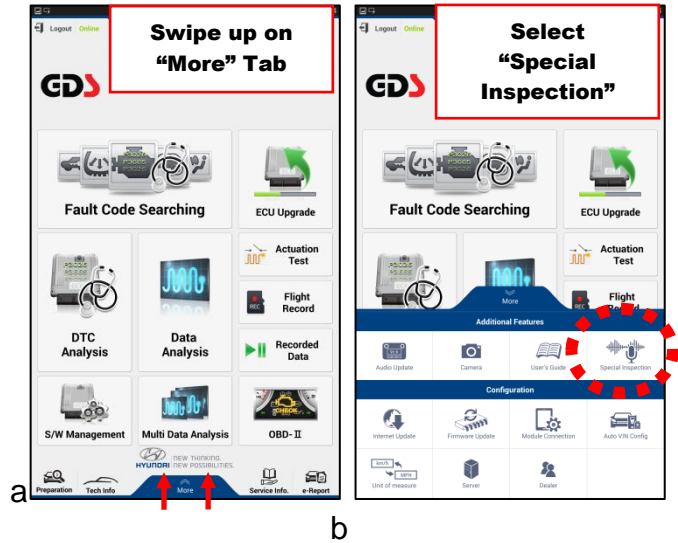 Logout Online
Swipe up on
“More” Tab
GDS
Fault Code Searching
ECU Upgrade
Actuation
Test
REC
Flight
Record
DTC
Analysis
Data
Analysis
Recorded
Data
S/W Management
Multi Data Analysis
CHECK
OBD-II
HYUNDAI
NEW THINKING.
NEW POSSIBILITIES.
Preparation
Tech Info
More
Service Info.
e-Report
a
Logout Online
Select
“Special
Inspection”
GDS
Fault Code Searching
ECU Upgrade
Actuation
Test
REC
Flight
Record
More
Additional Features
Audio Update
Camera
User's Guide
Special Inspection
Configuration
Internet Update
Firmware Update
Module Connection
Auto VIN Config
km/h
MPH
Unit of measure
Server
Dealer
b